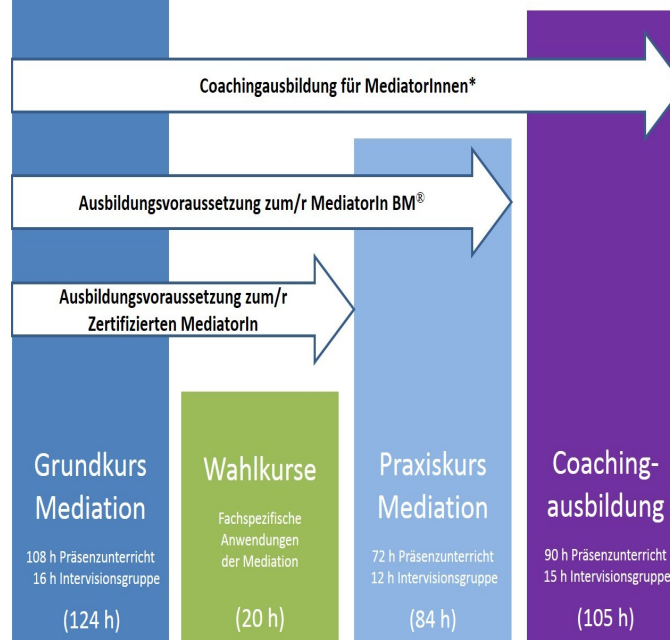 Coachingausbildung für MediatorInnen*
Ausbildungsvoraussetzung zum/r MediatorIn BM®
Ausbildungsvoraussetzung zum/r
Zertifizierten MediatorIn
Grundkurs
Mediation
108 h Präsenzunterricht
16 h Intervisionsgruppe
(124 h)
Wahlkurse
Fachspezifische
Anwendungen
der Mediation
(20 h)
Praxiskurs
Mediation
72 h Präsenzunterricht
12 h Intervisionsgruppe
(84 h)
Coaching-
ausbildung
90 h Präsenzunterricht
15 h Intervisionsgruppe
(105 h)